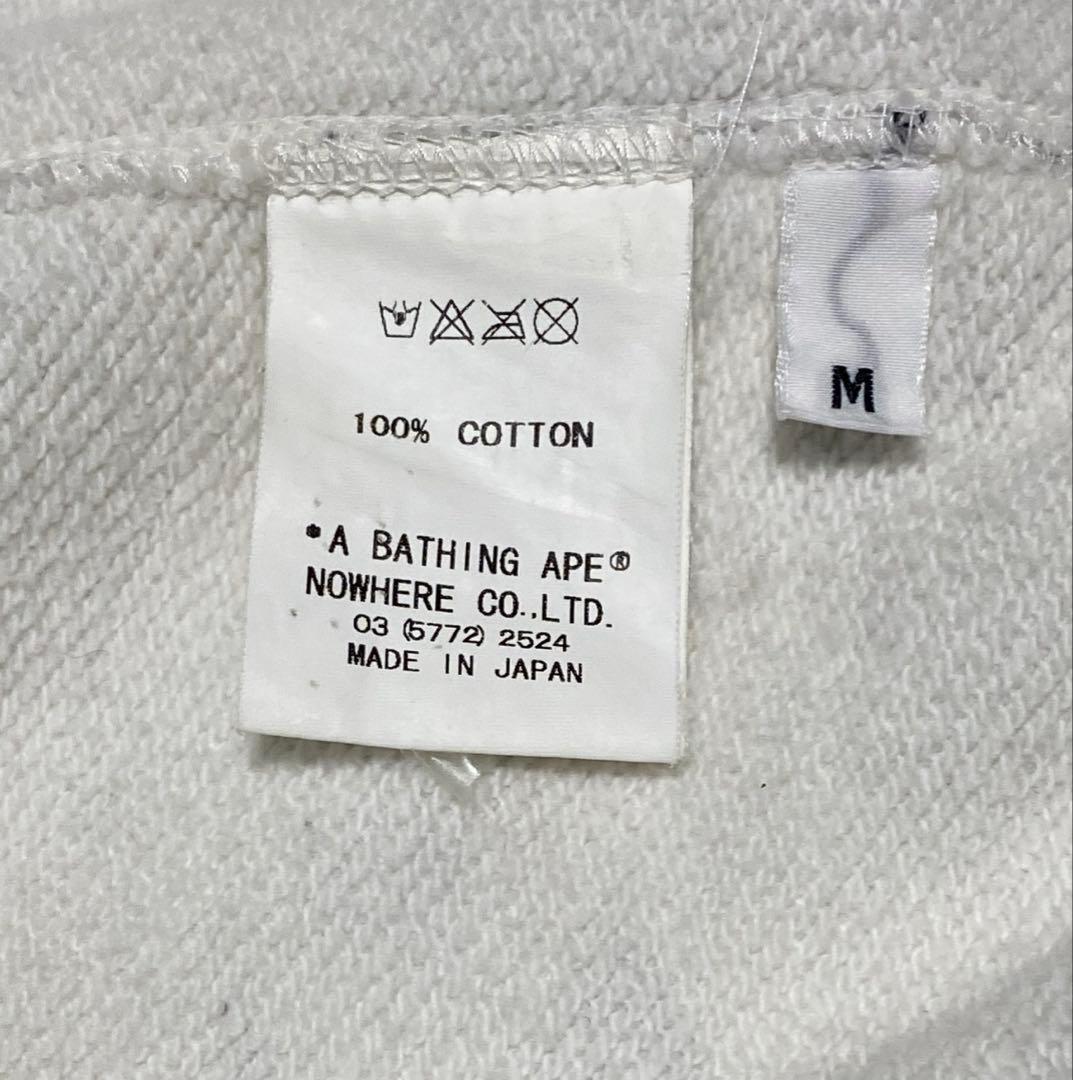 100% COTTON
*A BATHING APE®
NOWHERE CO.,LTD.
03 (5772) 2524
MADE IN JAPAN
M